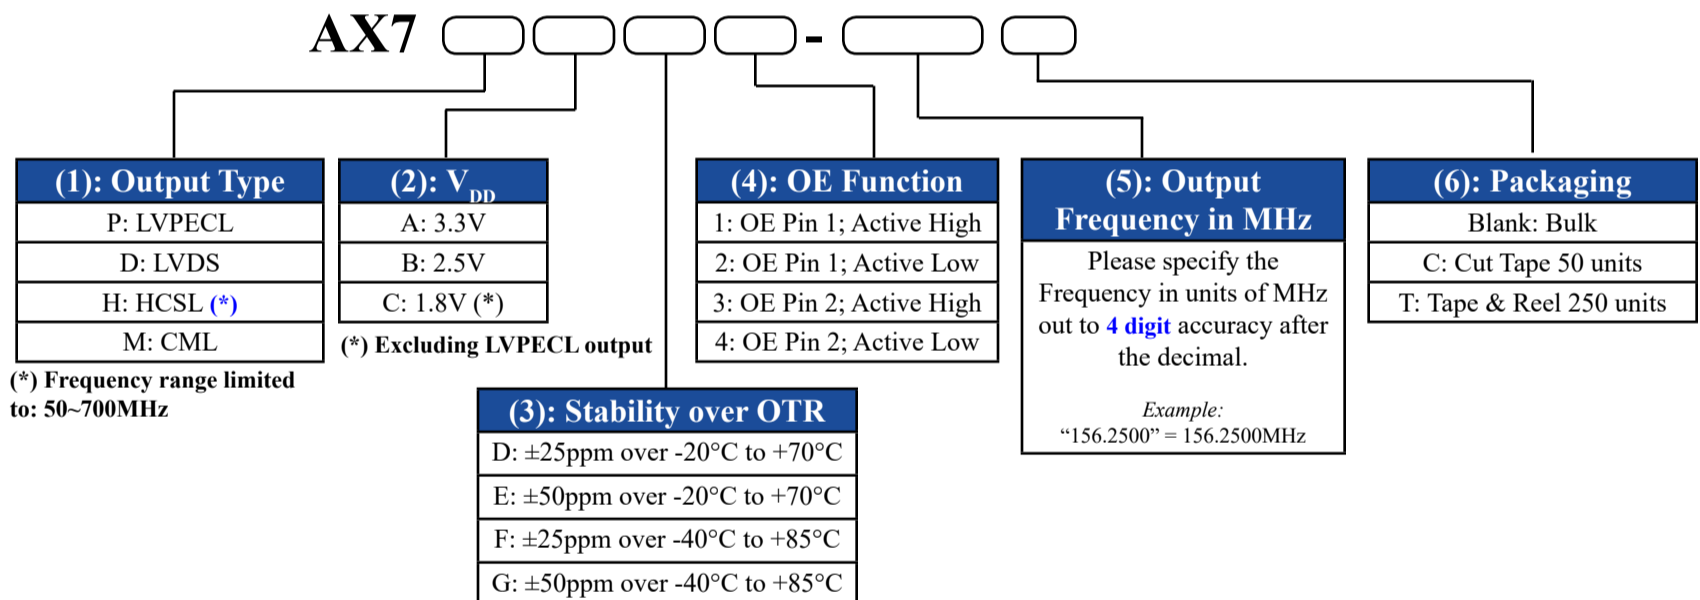 AX7 -
(1): Output Type
P: LVPECL
D: LVDS
H: HCSL (*)
M: CML
(*) Frequency range limited
to: 50~700MHz
(2): VDD
A: 3.3V
B: 2.5V
C: 1.8V (*)
(*) Excluding LVPECL output
(3): Stability over OTR
D: ±25ppm over -20°C to +70°C
E: ±50ppm over -20°C to +70°C
F: ±25ppm over -40°C to +85°C
G: ±50ppm over -40°C to +85°C
(4): OE Function
1: OE Pin 1; Active High
2: OE Pin 1; Active Low
3: OE Pin 2; Active High
4: OE Pin 2; Active Low
(5): Output
Frequency in MHz
Please specify the
Frequency in units of MHz
out to 4 digit accuracy after
the decimal.
Example:
“156.2500” = 156.2500MHz
(6): Packaging
Blank: Bulk
C: Cut Tape 50 units
T: Tape & Reel 250 units